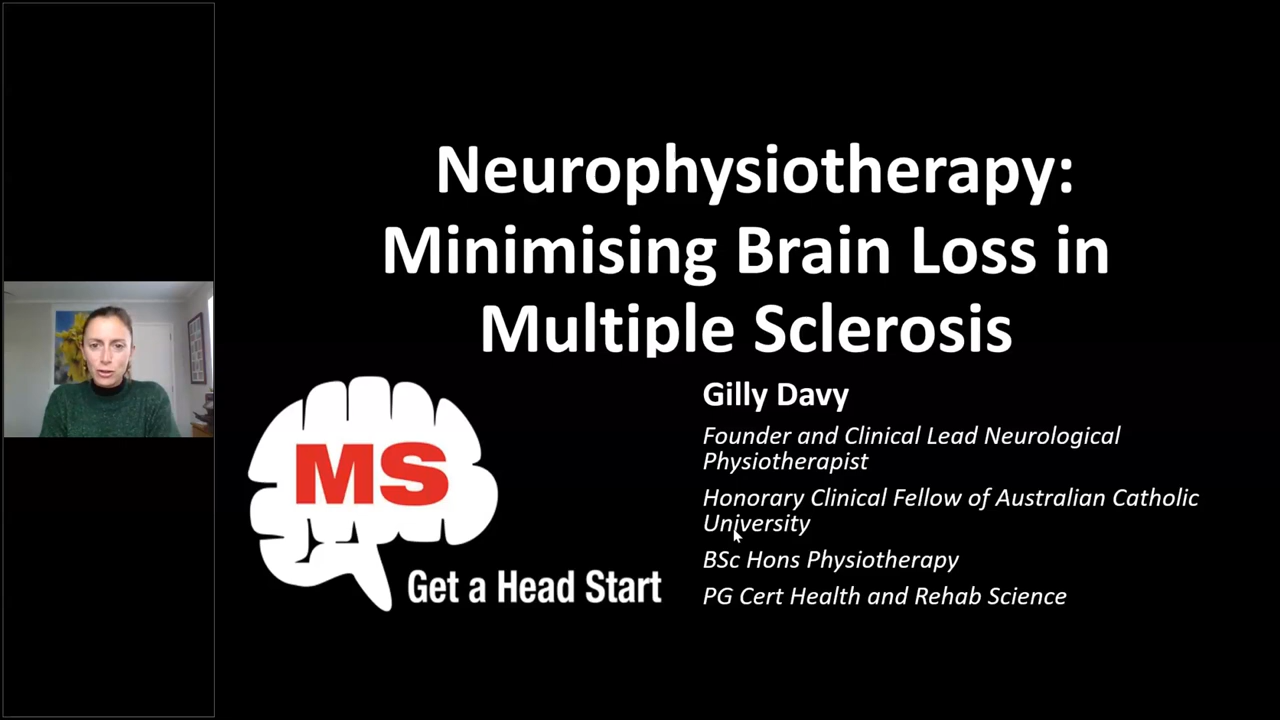 Neurophysiotherapy:
Minimising Brain Loss in
Multiple Sclerosis
Gilly Davy
Founder and Clinical Lead Neurological
Physiotherapist
Honorary Clinical Fellow of Australian Catholic
University
BSc Hons Physiotherapy
PG Cert Health and Rehab Science
MS
Get a Head Start